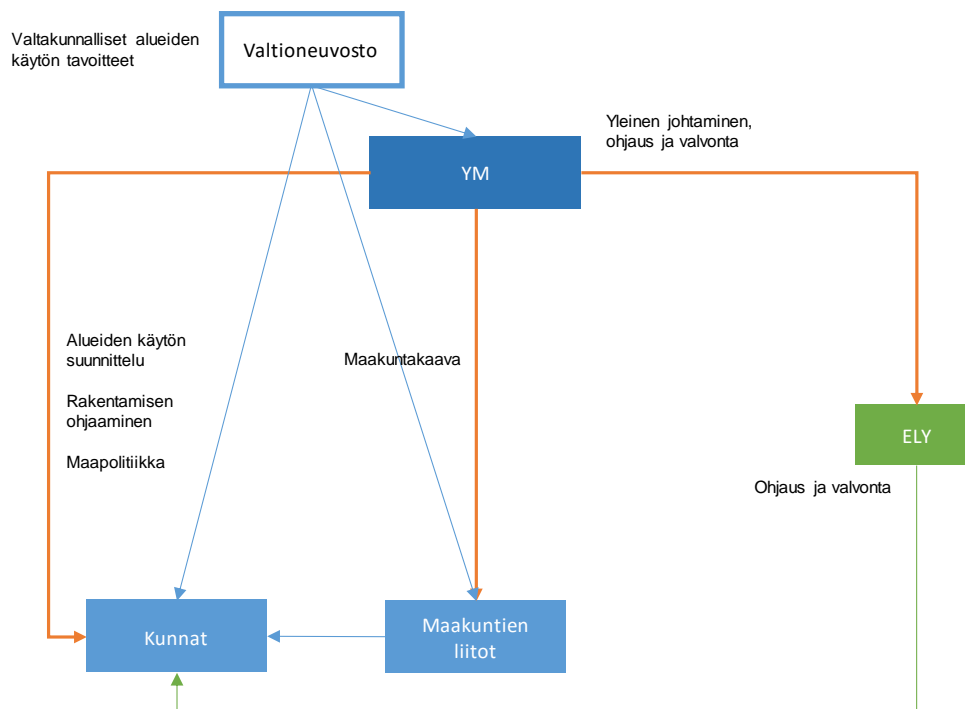 Valtakunnalliset alueiden
käytön tavoitteet
Valtioneuvosto
Yleinen johtaminen,
ohjaus ja valvonta
YM
Alueiden käytön
suunnittelu
Rakentamisen
ohjaaminen
Maapolitiikka
Maakuntakaava
ELY
Ohjaus ja valvonta
Kunnat
Maakuntien
liitot